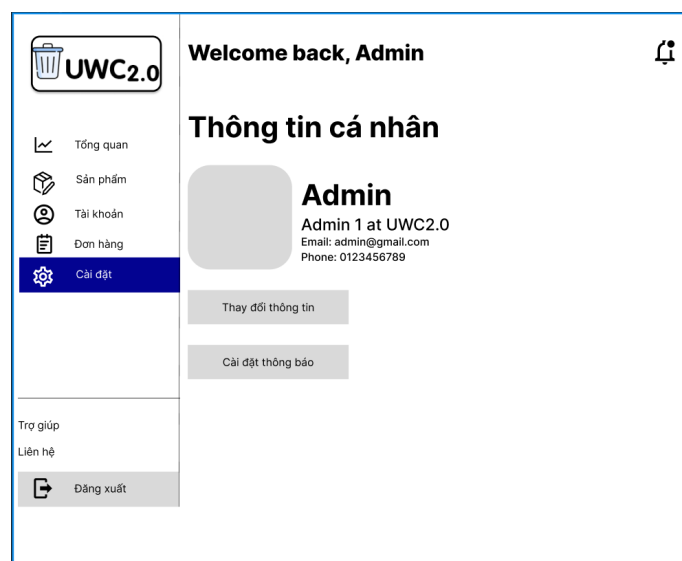 UWC2.0
Welcome back, Admin
Tổng quan
Sản phẩm
Tài khoản
Đơn hàng
Cài đặt
Trợ giúp
Liên hệ
Đăng xuất
Thông tin cá nhân
Admin
Admin 1 at UWC2.0
Email: admin@gmail.com
Phone: 0123456789
Thay đổi thông tin
Cài đặt thông báo